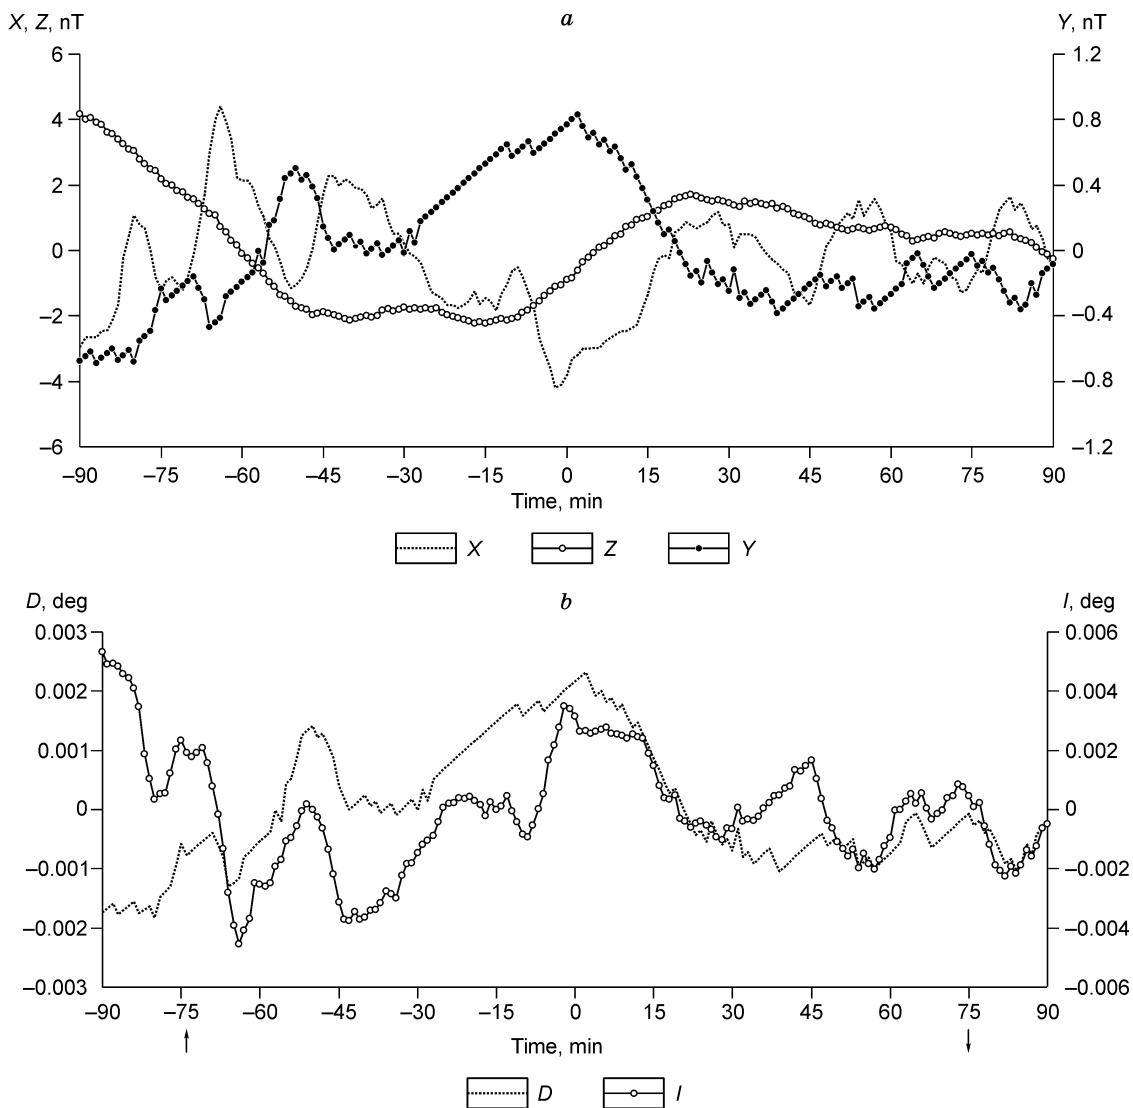 X, Z, nT a Y, nT
6 1.2
4 0.8
2 0.4
0 0
–2 –0.4
–4 –0.8
–6 –1.2
–90 –75 –60 –45 –30 –15 0 15 30 45 60 75 90
Time, min
X Z Y
D, deg b I, deg
0.003 0.006
0.002 0.004
0.001 0.002
0 0
–0.001 –0.002
–0.002 –0.004
–0.003 –0.006
–90 –75 –60 –45 –30 –15 0 15 30 45 60 75 90
Time, min
D I